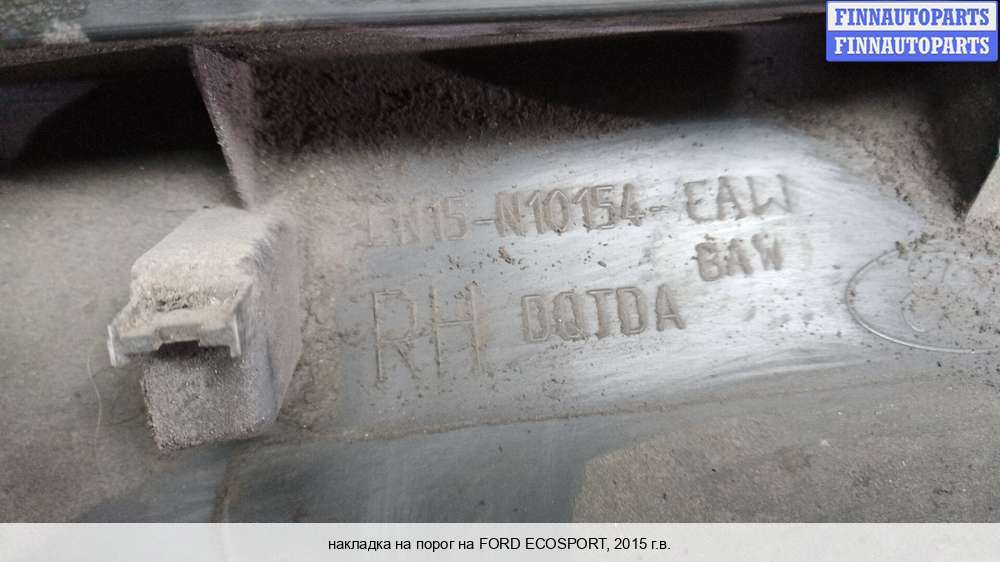 FINNAUTOPARTS
FINNAUTOPARTS
N15-N10154-EAW
BAW
RH DQTDA
накладка на порог на FORD ECOSPORT, 2015 г.в.